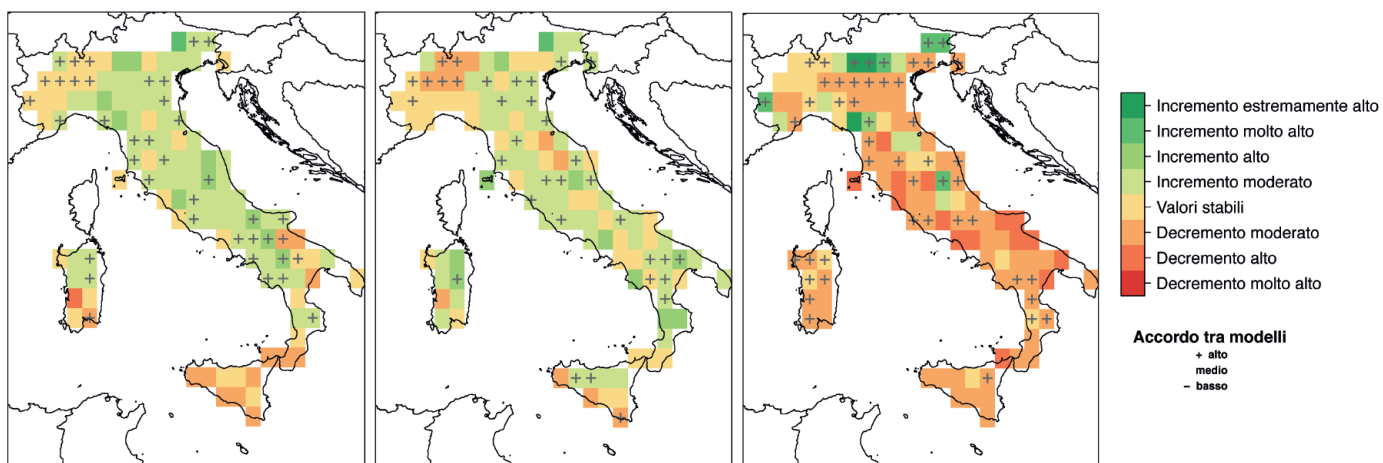 Incremento estremamente alto
Incremento molto alto
Incremento alto
Incremento moderato
Valori stabili
Decremento moderato
Decremento alto
Decremento molto alto
Accordo tra modelli
+ alto
medio
– basso